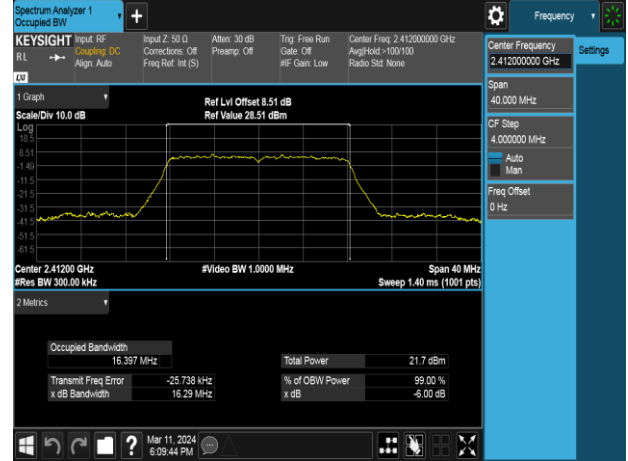 Spectrum Analyzer 1
Occupied BW
Frequency
KEYSIGHT
RL
LXI
Input: RF
Coupling: DC
Align: Auto
Input Z: 50 Ω
Corrections: Off
Freq Ref: Int (S)
Atten: 30 dB
Preamp: Off
Trig: Free Run
Gate: Off
#IF Gain: Low
Center Freq: 2.412000000 GHz
Avg|Hold:>100/100
Radio Std: None
Center Frequency
2.412000000 GHz
Settings
Span
40.000 MHz
CF Step
4.000000 MHz
Auto
Man
Freq Offset
0 Hz
1 Graph
Scale/Div 10.0 dB
Ref Lvl Offset 8.51 dB
Ref Value 28.51 dBm
Log
18.5
8.51
-1.49
-11.5
-21.5
-31.5
-41.5
-51.5
-61.5
Center 2.41200 GHz
#Video BW 1.0000 MHz
Span 40 MHz
#Res BW 300.00 kHz
Sweep 1.40 ms (1001 pts)
2 Metrics
Occupied Bandwidth
16.397 MHz
Total Power 21.7 dBm
Transmit Freq Error -25.738 kHz
% of OBW Power 99.00 %
x dB Bandwidth 16.29 MHz
x dB -6.00 dB
?
Mar 11, 2024
6:09:44 PM